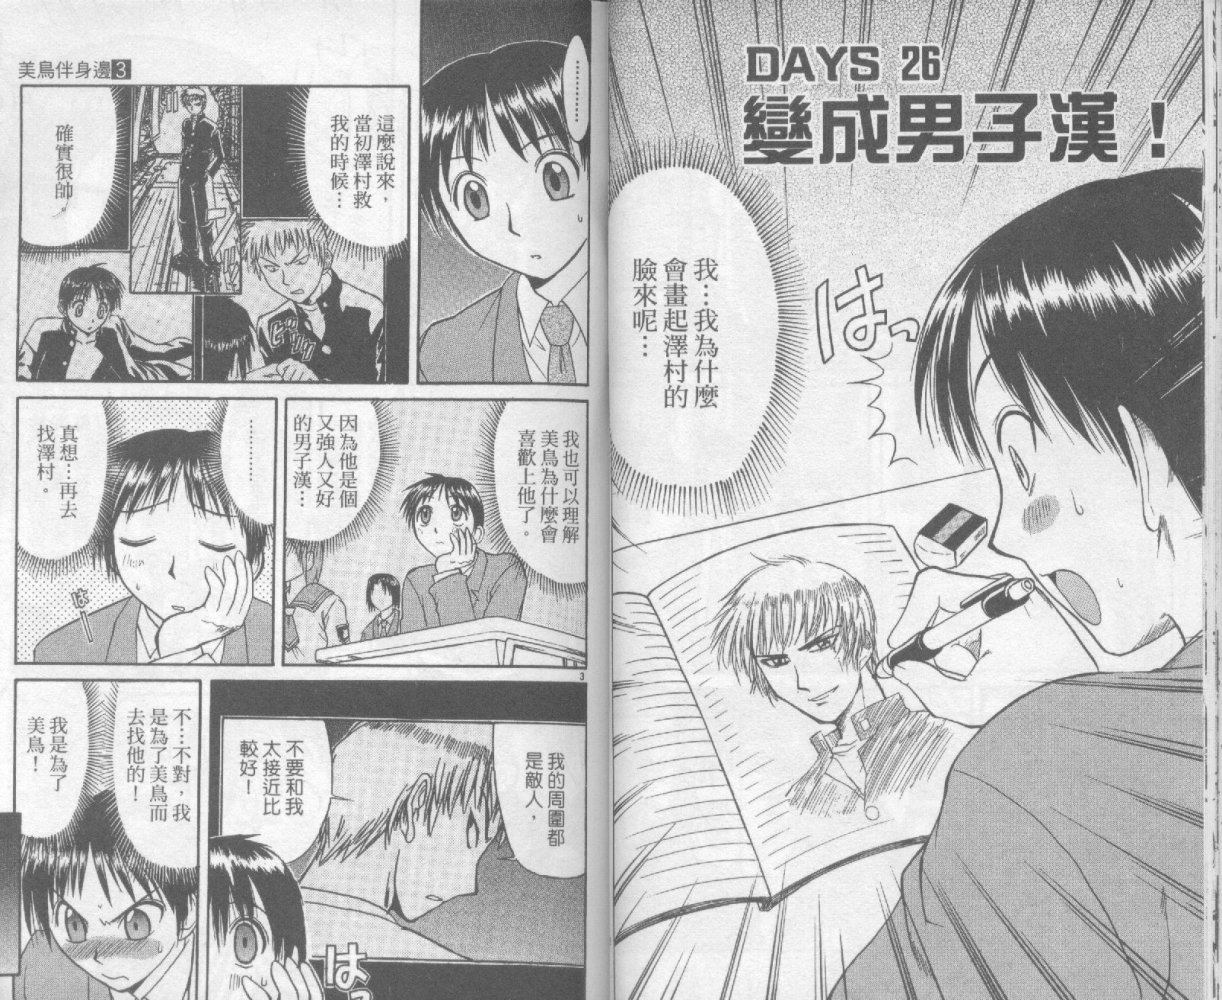 DAYS 26
變成男子漢！
我…我為什麼
會畫起澤村的
臉來呢…
はっ
美鳥伴身邊3
…………
這麼說來，
當初澤村救
我的時候…
確實很帥。
我也可以理解
美鳥為什麼會
喜歡上他了。
因為他是個
又強人又好
的男子漢…
…………
真想…再去
找澤村。
はー
3
我的周圍都
是敵人，
不要和我
太接近比
較好！
はっ
不…不對，我
是為了美鳥而
去找他的！
我是為了
美鳥！